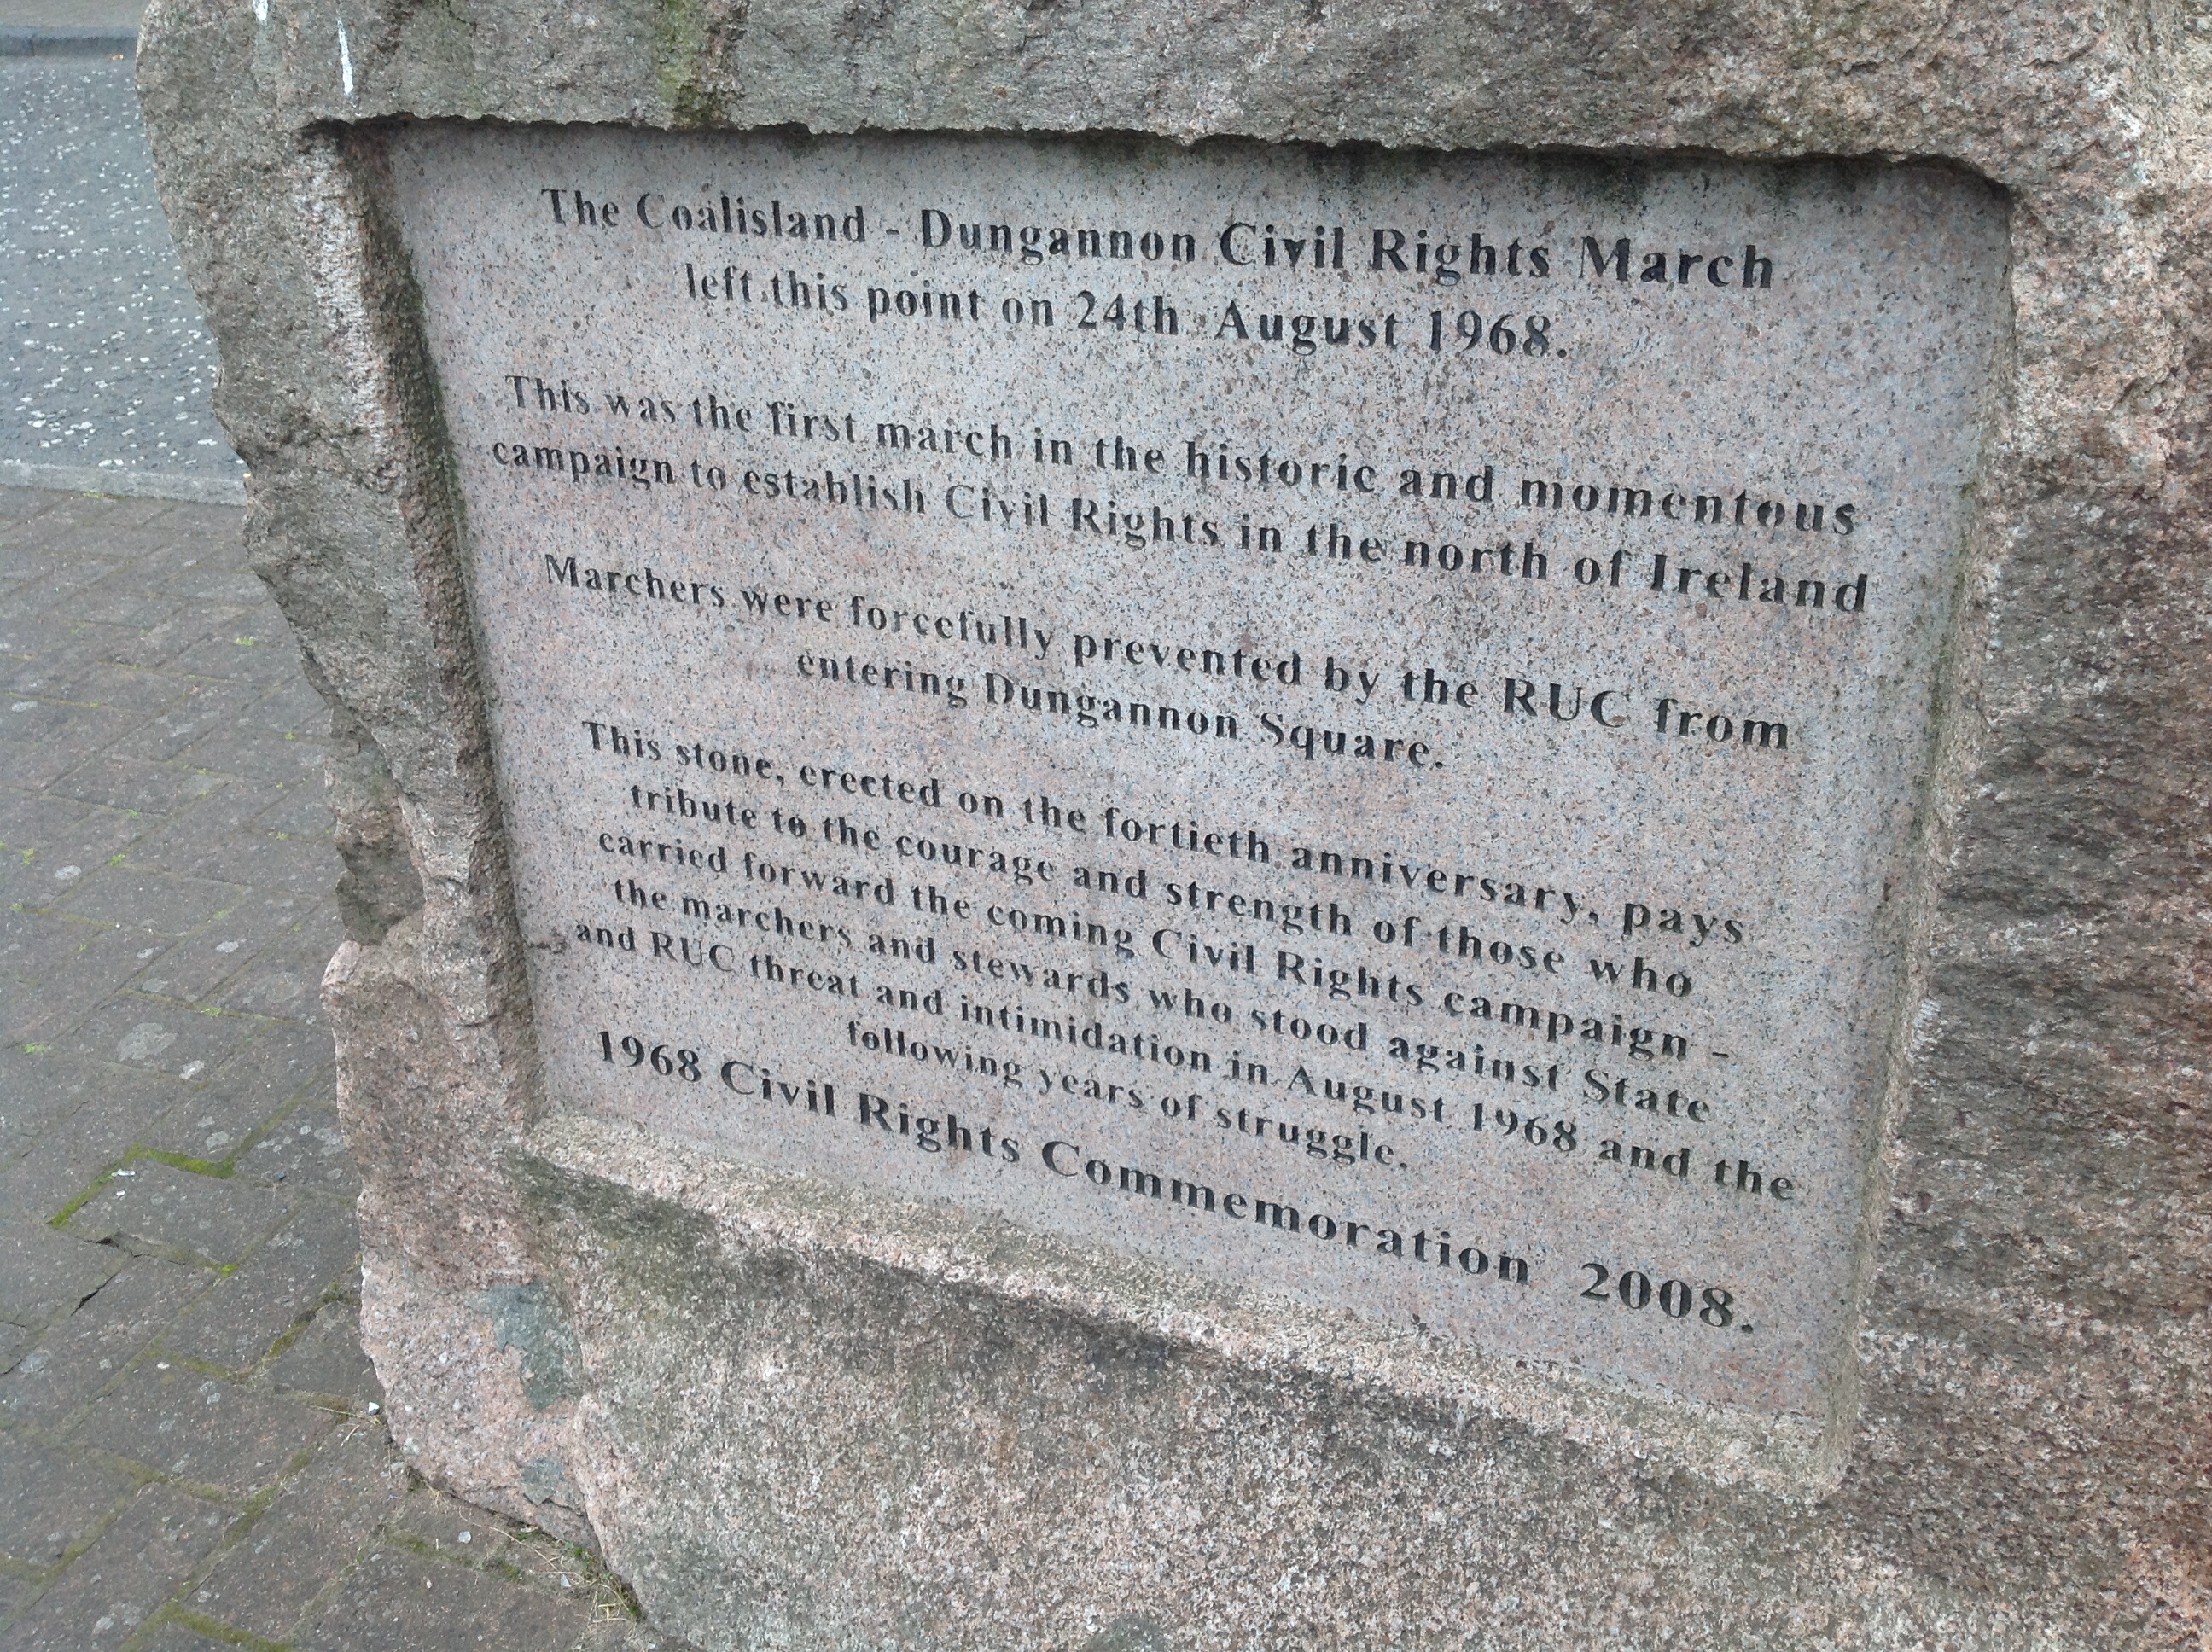 The Coalisland - Dungannon Civil Rights March
left this point on 24th August 1968.
This was the first march in the historic and momentous
campaign to establish Civil Rights in the north of Ireland
Marchers were forcefully prevented by the RUC from
entering Dungannon Square.
This stone, erected on the fortieth anniversary, pays
tribute to the courage and strength of those who
carried forward the coming Civil Rights campaign -
the marchers and stewards who stood against State
and RUC threat and intimidation in August 1968 and the
following years of struggle.
1968 Civil Rights Commemoration 2008.